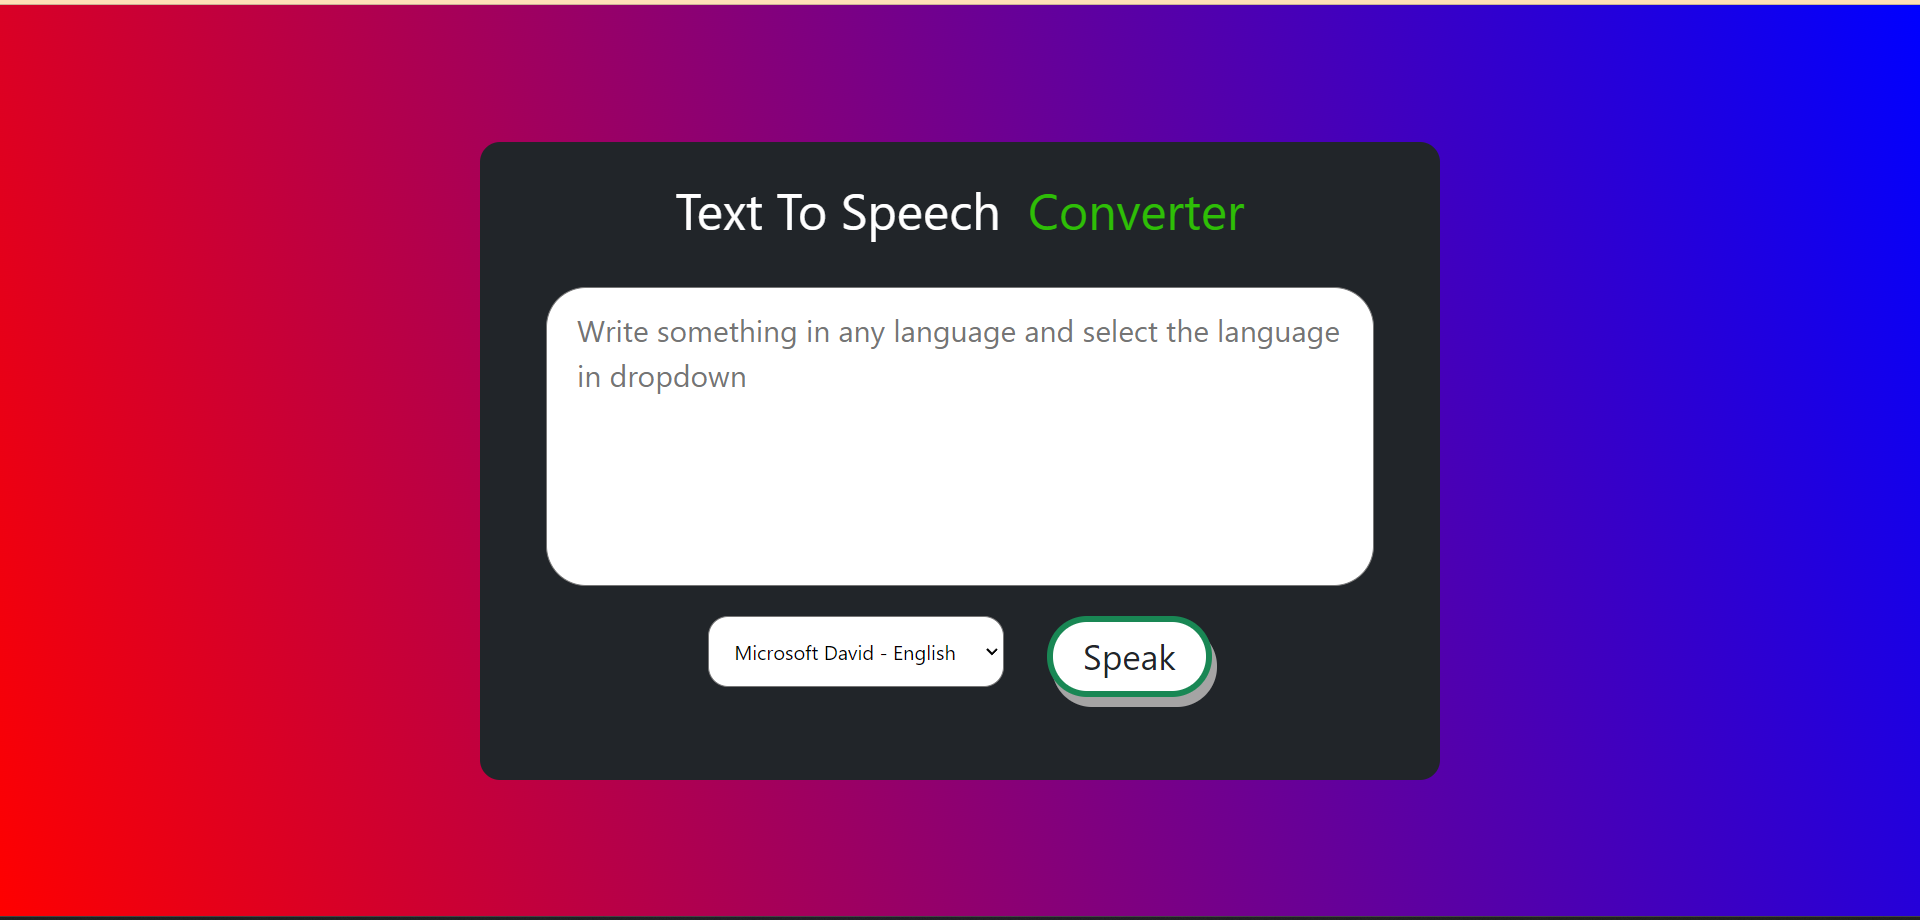 Text To Speech Converter
Write something in any language and select the language
in dropdown
Microsoft David - English
Speak